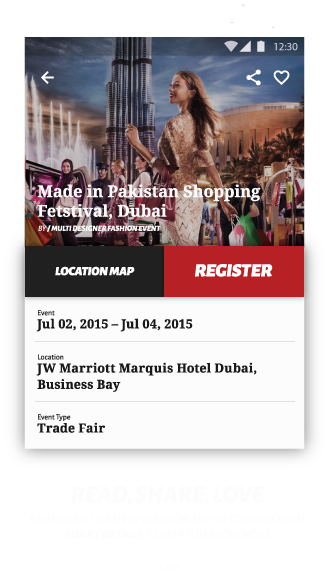 12:30
Made in Pakistan Shopping
Fetstival, Dubai
BY / MULTI DESIGNER FASHION EVENT
LOCATION MAP
REGISTER
Event
Jul 02, 2015 – Jul 04, 2015
Location
JW Marriott Marquis Hotel Dubai,
Business Bay
Event Type
Trade Fair
READ, SHARE, LOVE